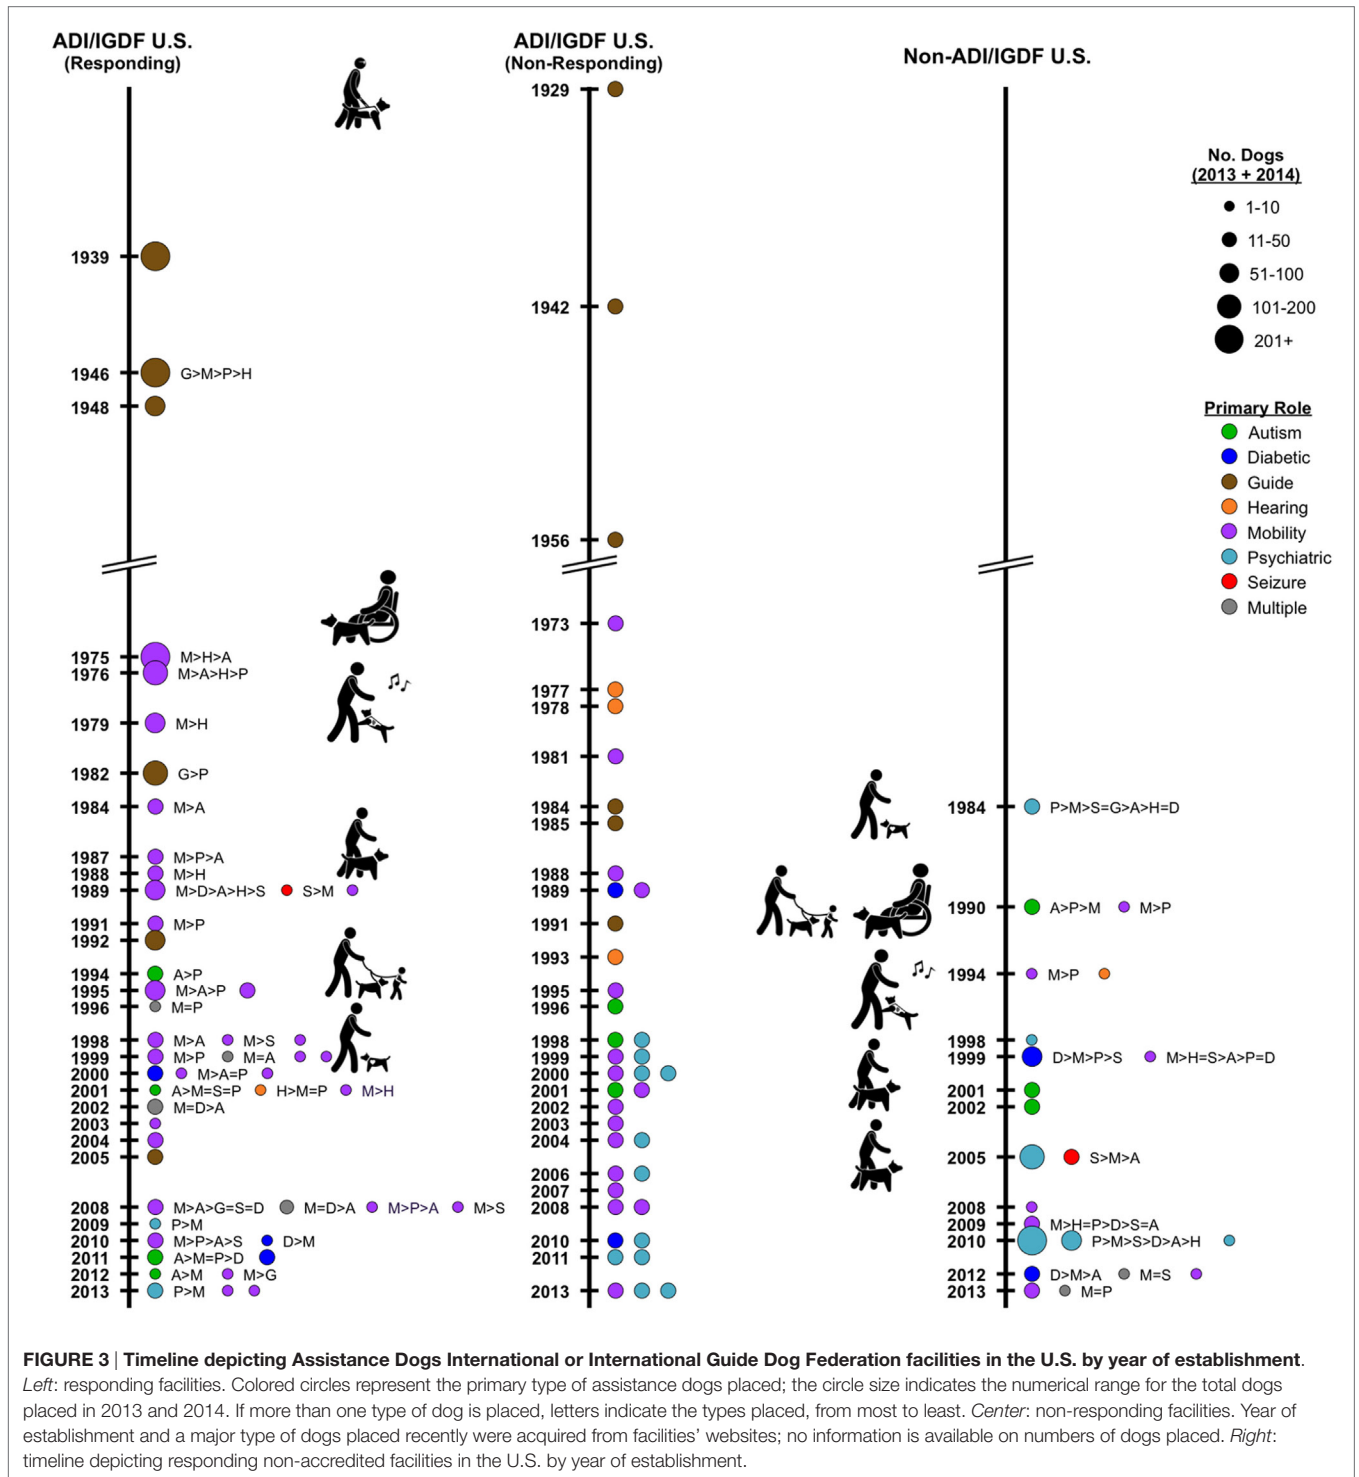 ADI/IGDF U.S.
(Responding)
1939
1946 G>M>P>H
1948
1975 M>H>A
1976 M>A>H>P
1979 M>H
1982 G>P
1984 M>A
1987 M>P>A
1988 M>H
1989 M>D>A>H>S S>M
1991 M>P
1992
1994 A>P
1995 M>A>P
1996 M=P
1998 M>A M>S
1999 M>P M=A
2000 M>A=P
2001 A>M=S=P H>M=P M>H
2002 M=D>A
2003
2004
2005
2008 M>A>G=S=D M=D>A M>P>A M>S
2009 P>M
2010 M>P>A>S D>M
2011 A>M=P>D
2012 A>M M>G
2013 P>M
ADI/IGDF U.S.
(Non-Responding)
1929
1942
1956
1973
1977
1978
1981
1984
1985
1988
1989
1991
1993
1995
1996
1998
1999
2000
2001
2002
2003
2004
2006
2007
2008
2010
2011
2013
Non-ADI/IGDF U.S.
1984 P>M>S=G>A>H=D
1990 A>P>M M>P
1994 M>P
1998
1999 D>M>P>S M>H=S>A>P=D
2001
2002
2005 S>M>A
2008
2009 M>H=P>D>S=A
2010 P>M>S>D>A>H
2012 D>M>A M=S
2013 M=P
No. Dogs
(2013 + 2014)
1-10
11-50
51-100
101-200
201+
Primary Role
Autism
Diabetic
Guide
Hearing
Mobility
Psychiatric
Seizure
Multiple
FIGURE 3 | Timeline depicting Assistance Dogs International or International Guide Dog Federation facilities in the U.S. by year of establishment.
Left: responding facilities. Colored circles represent the primary type of assistance dogs placed; the circle size indicates the numerical range for the total dogs
placed in 2013 and 2014. If more than one type of dog is placed, letters indicate the types placed, from most to least. Center: non-responding facilities. Year of
establishment and a major type of dogs placed recently were acquired from facilities' websites; no information is available on numbers of dogs placed. Right:
timeline depicting responding non-accredited facilities in the U.S. by year of establishment.